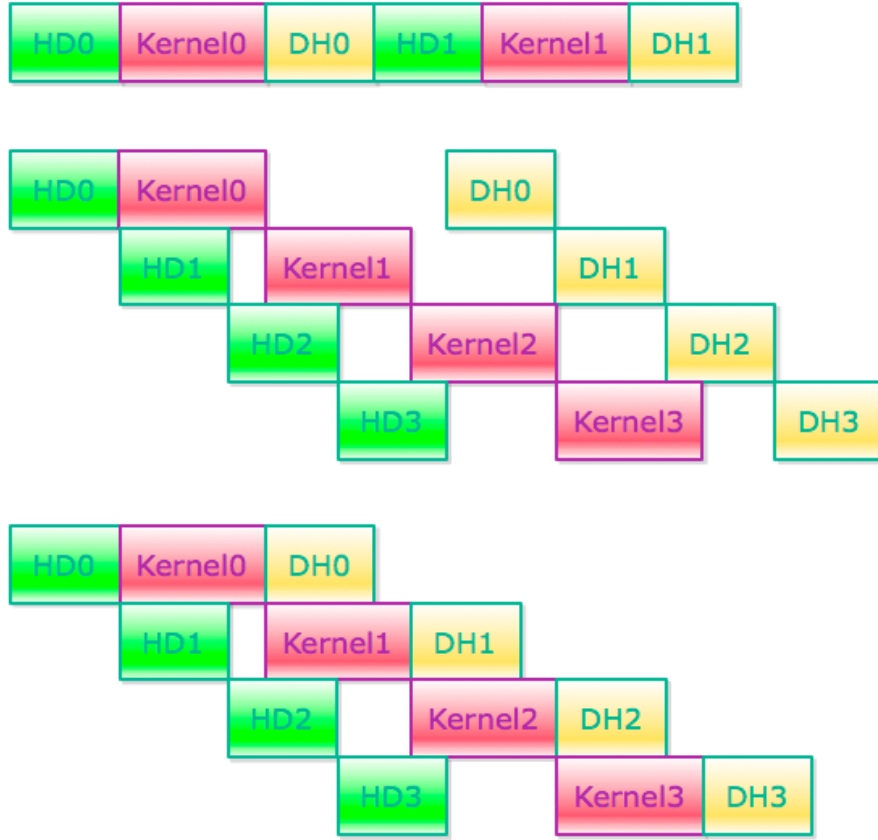 HD0 Kernel0 DH0 HD1 Kernel1 DH1
HD0 Kernel0 DH0
HD1 Kernel1 DH1
HD2 Kernel2 DH2
HD3 Kernel3 DH3
HD0 Kernel0 DH0
HD1 Kernel1 DH1
HD2 Kernel2 DH2
HD3 Kernel3 DH3